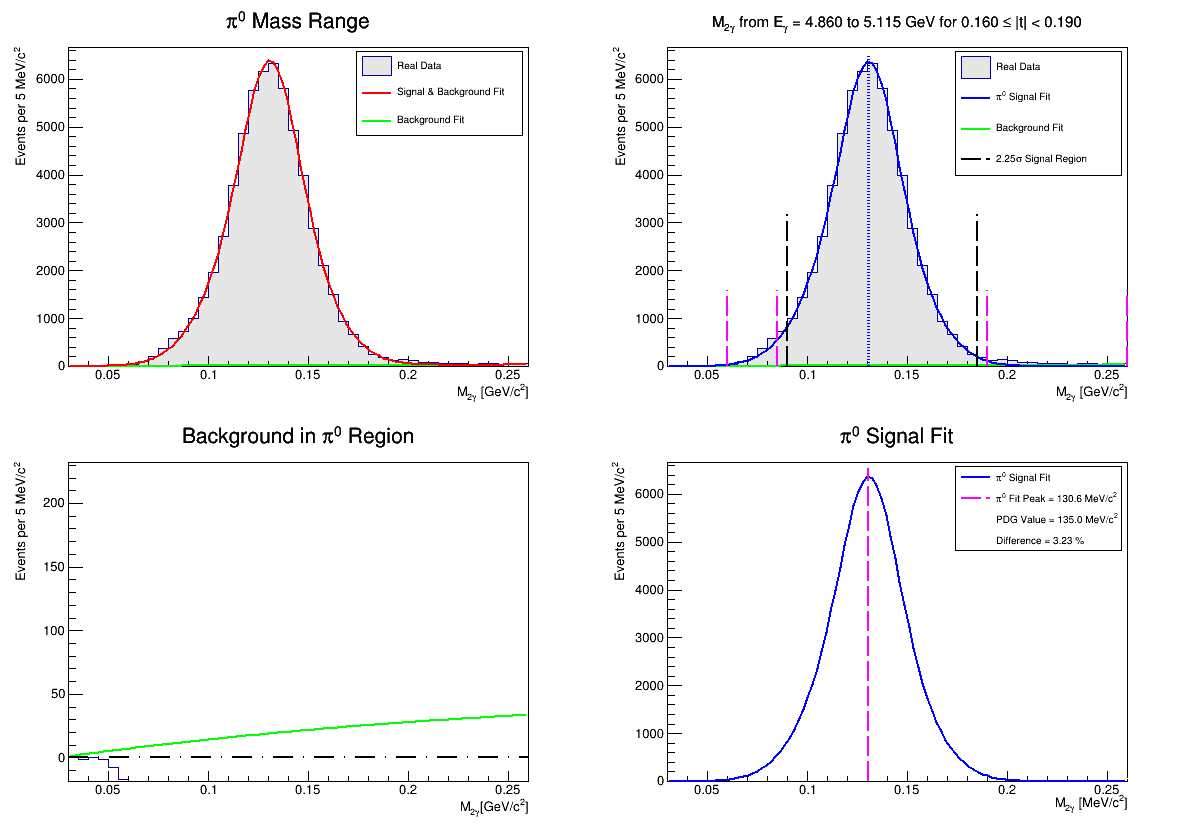 π⁰ Mass Range
Events per 5 MeV/c²
6000
5000
4000
3000
2000
1000
0
0.05
0.1
0.15
0.2
0.25
M₂γ [GeV/c²]
Real Data
Signal & Background Fit
Background Fit
M₂γ from Eγ = 4.860 to 5.115 GeV for 0.160 ≤ |t| < 0.190
Events per 5 MeV/c²
6000
5000
4000
3000
2000
1000
0
0.05
0.1
0.15
0.2
0.25
M₂γ [GeV/c²]
Real Data
π⁰ Signal Fit
Background Fit
2.25σ Signal Region
Background in π⁰ Region
Events per 5 MeV/c²
200
150
100
50
0
0.05
0.1
0.15
0.2
0.25
M₂γ[GeV/c²]
π⁰ Signal Fit
Events per 5 MeV/c²
6000
5000
4000
3000
2000
1000
0
0.05
0.1
0.15
0.2
0.25
M₂γ [MeV/c²]
π⁰ Signal Fit
π⁰ Fit Peak = 130.6 MeV/c²
PDG Value = 135.0 MeV/c²
Difference = 3.23 %